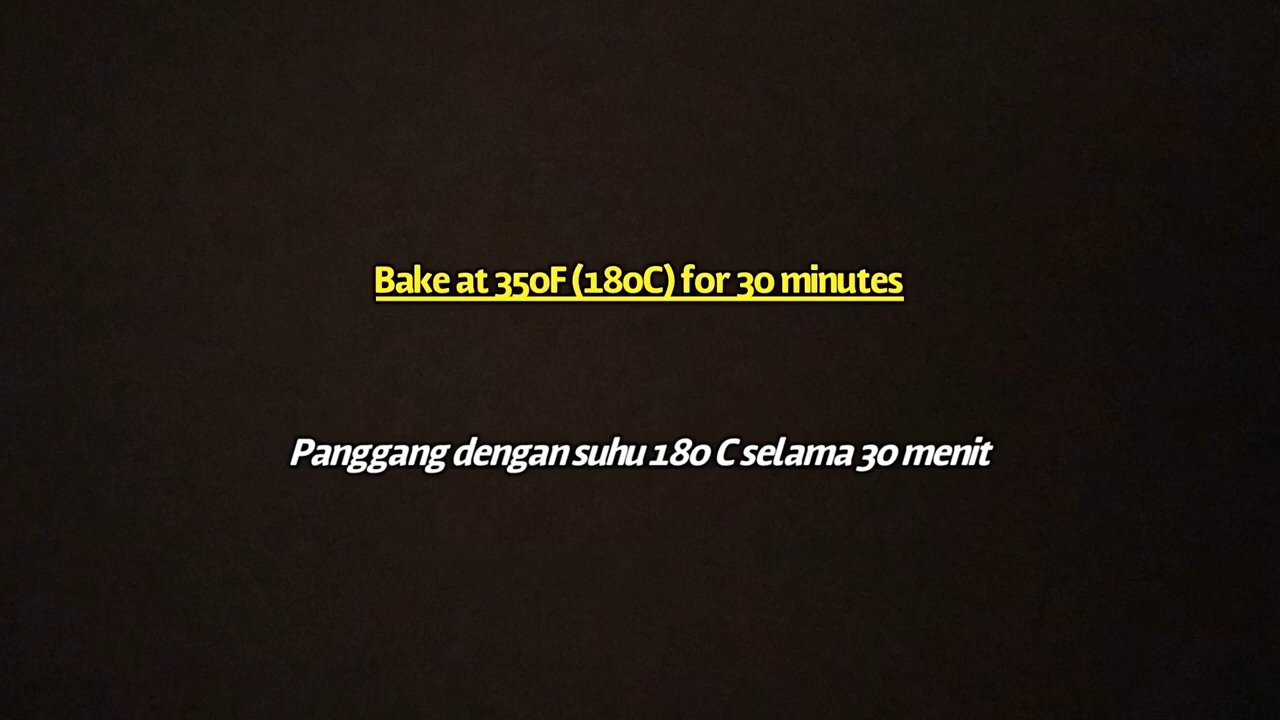 Bake at 350F (180C) for 30 minutes
Panggang dengan suhu 180 C selama 30 menit